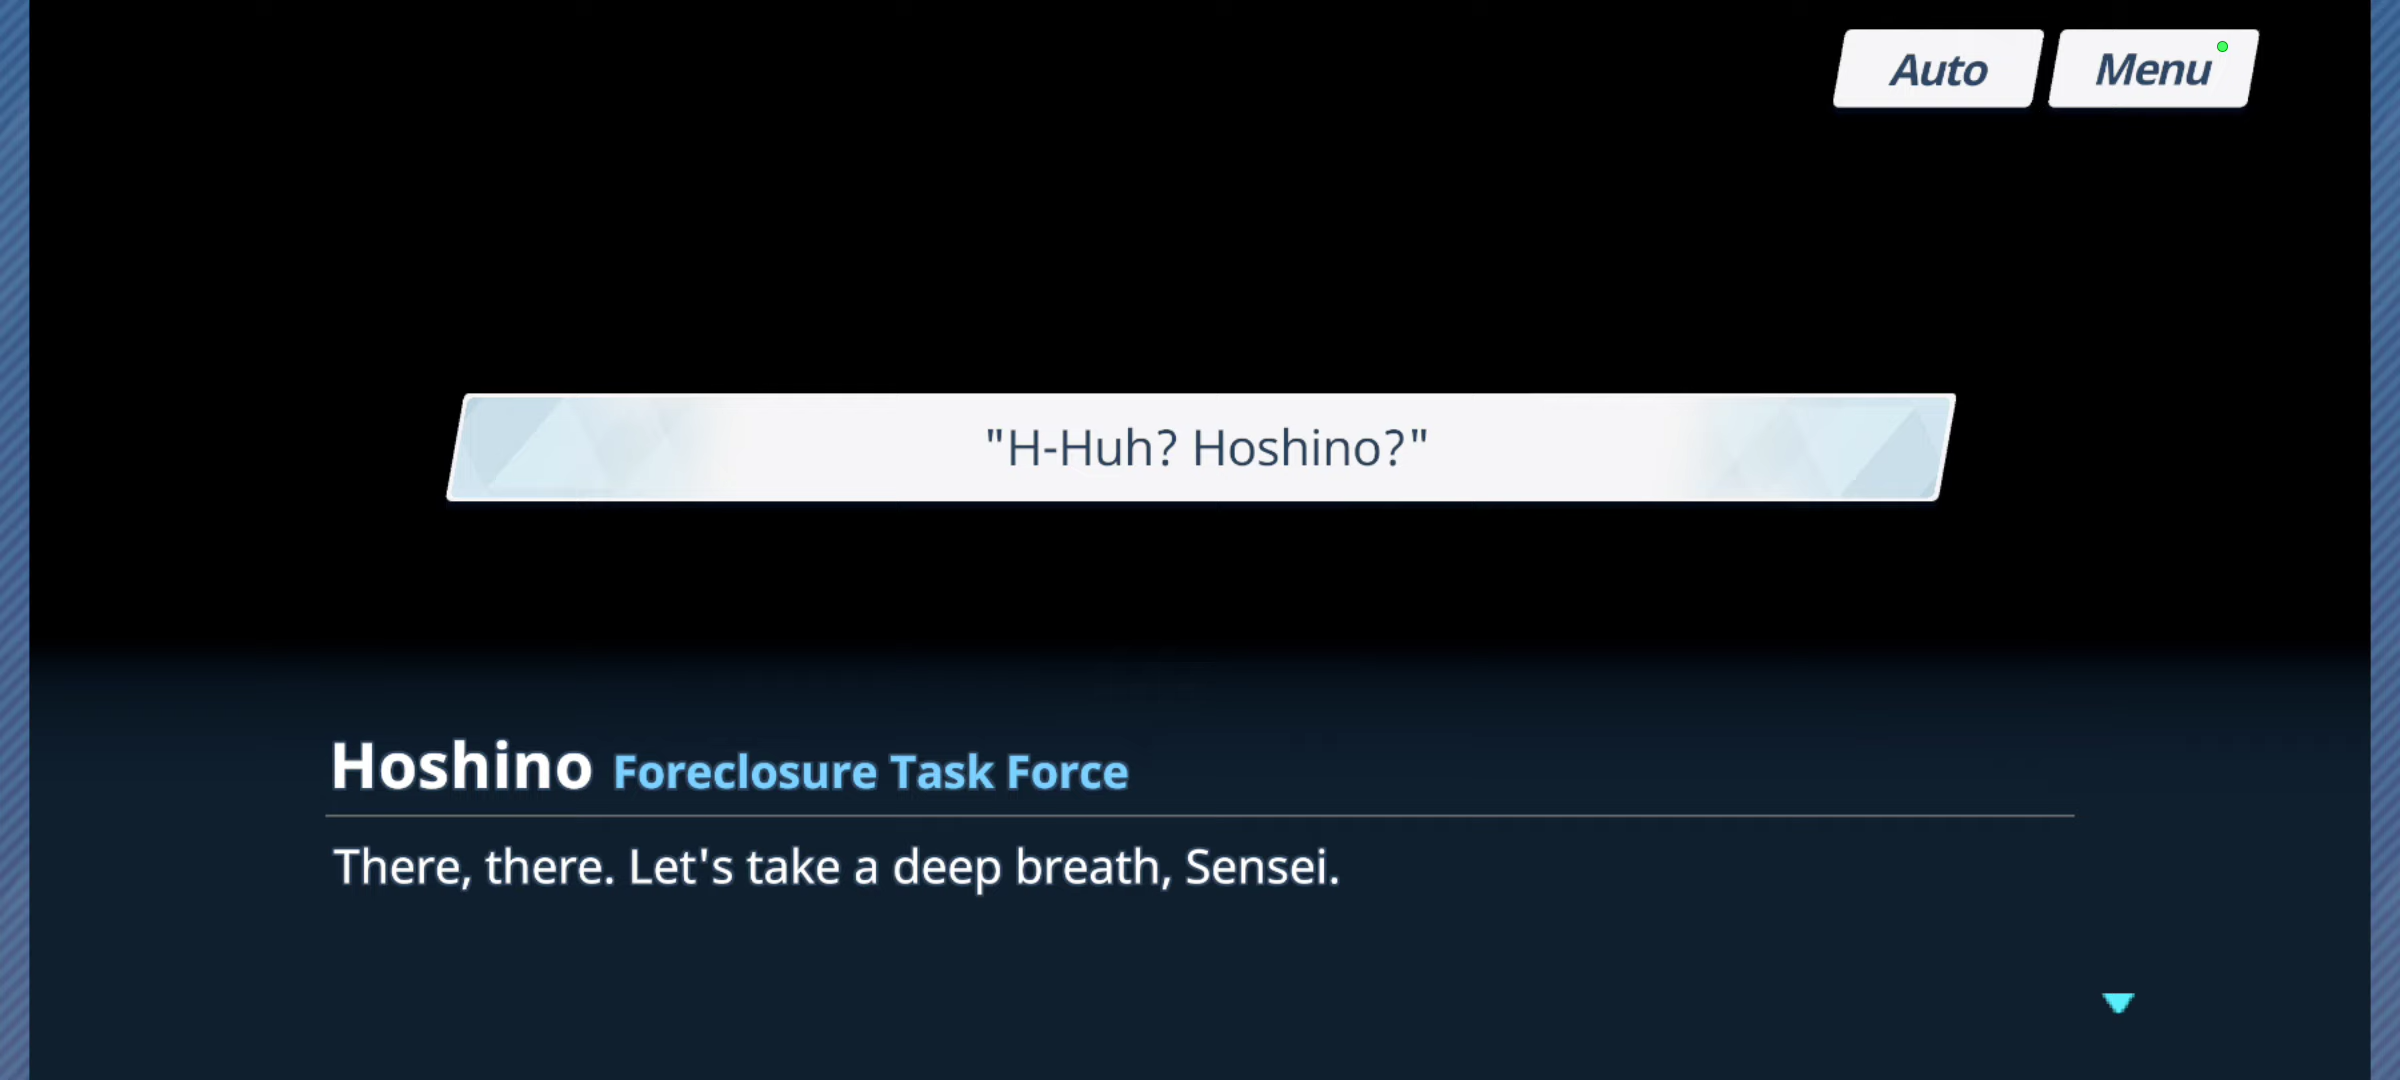 Auto Menu
"H-Huh? Hoshino?"
Hoshino Foreclosure Task Force
There, there. Let's take a deep breath, Sensei.